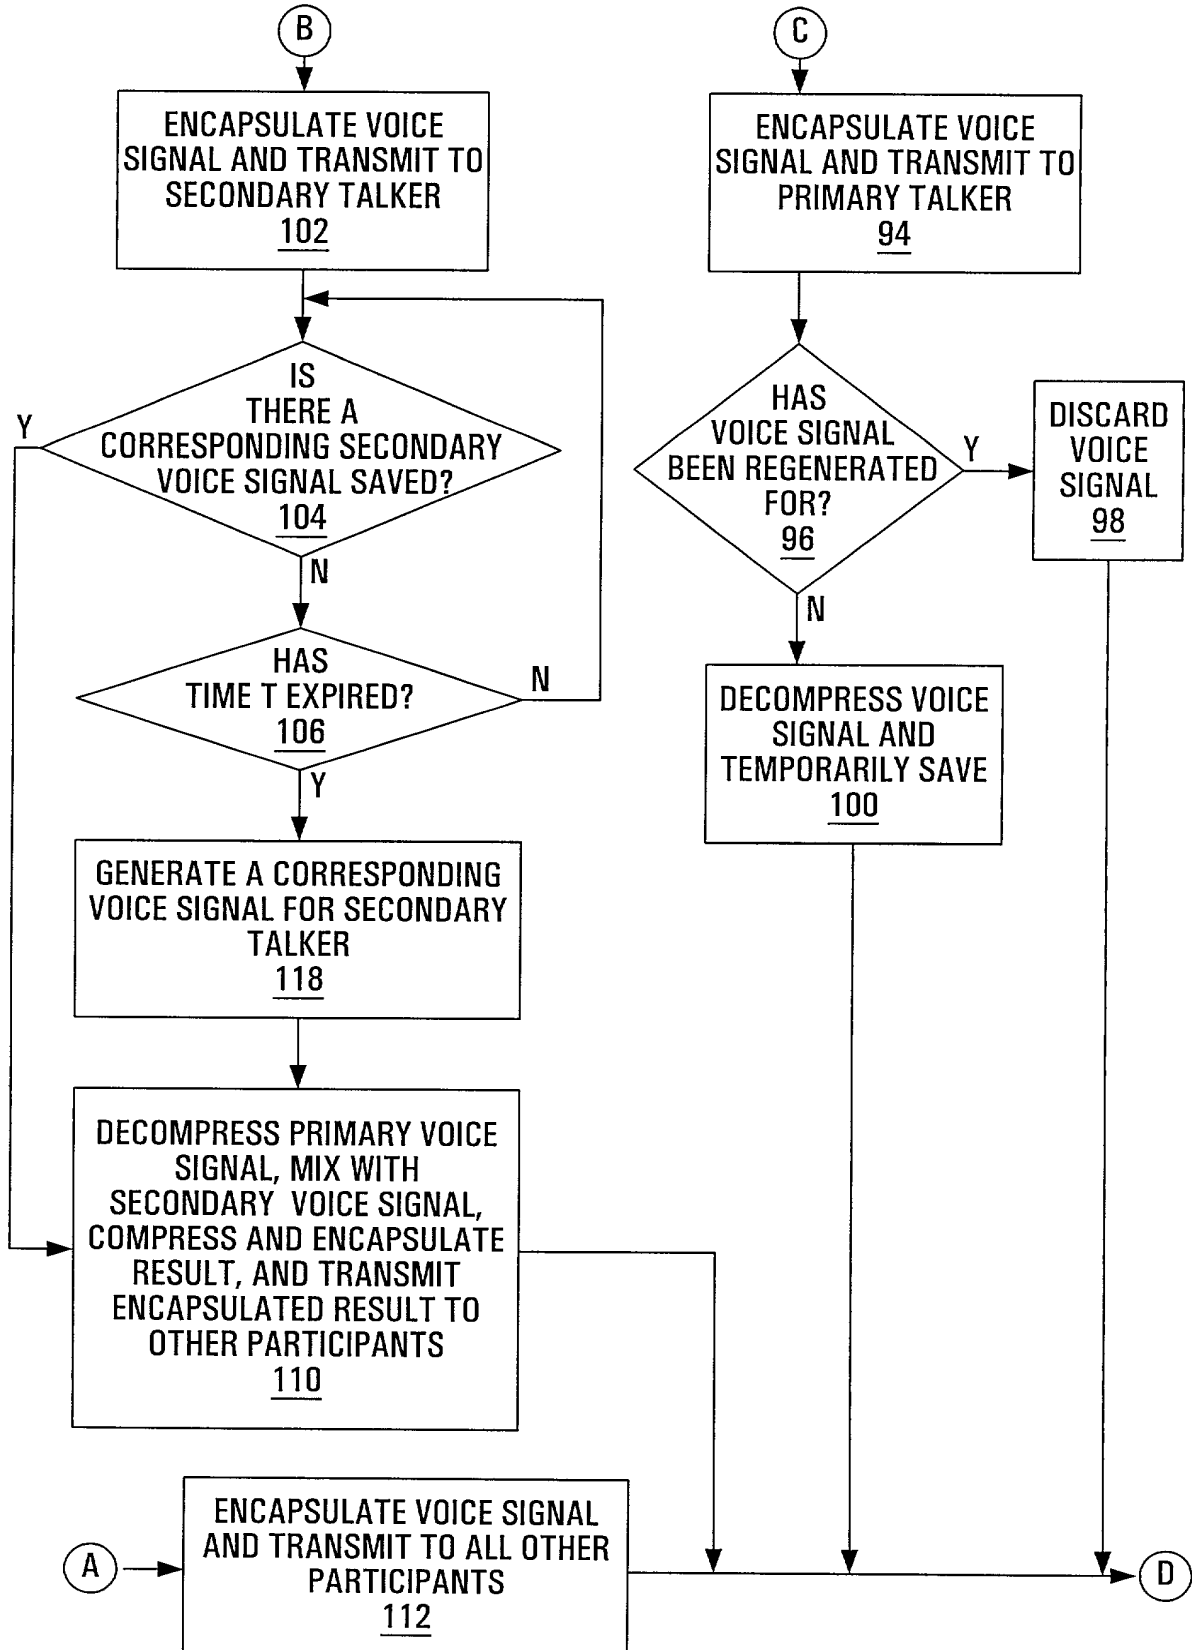 B
ENCAPSULATE VOICE
SIGNAL AND TRANSMIT TO
SECONDARY TALKER
102
IS
THERE A
CORRESPONDING SECONDARY
VOICE SIGNAL SAVED?
104
Y
N
HAS
TIME T EXPIRED?
106
N
Y
GENERATE A CORRESPONDING
VOICE SIGNAL FOR SECONDARY
TALKER
118
DECOMPRESS PRIMARY VOICE
SIGNAL, MIX WITH
SECONDARY VOICE SIGNAL,
COMPRESS AND ENCAPSULATE
RESULT, AND TRANSMIT
ENCAPSULATED RESULT TO
OTHER PARTICIPANTS
110
C
ENCAPSULATE VOICE
SIGNAL AND TRANSMIT TO
PRIMARY TALKER
94
HAS
VOICE SIGNAL
BEEN REGENERATED
FOR?
96
Y
DISCARD
VOICE
SIGNAL
98
N
DECOMPRESS VOICE
SIGNAL AND
TEMPORARILY SAVE
100
A
ENCAPSULATE VOICE SIGNAL
AND TRANSMIT TO ALL OTHER
PARTICIPANTS
112
D